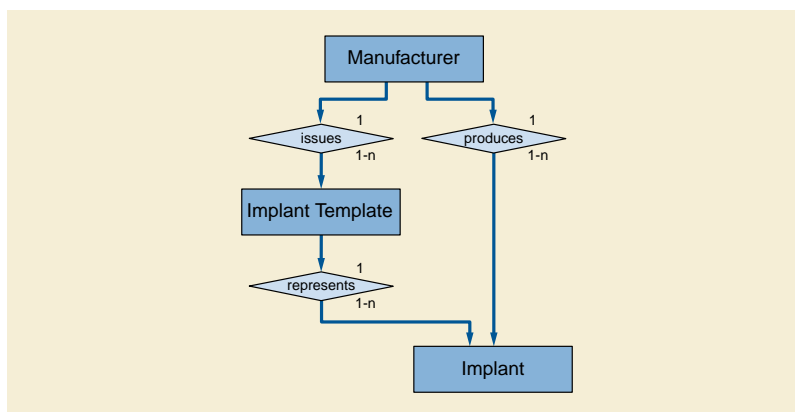 Manufacturer
1
1
issues
produces
1-n
1-n
Implant Template
1
represents
1-n
Implant